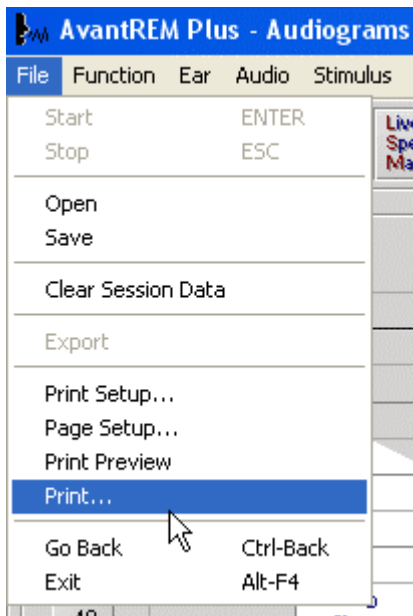 AvantREM Plus - Audiograms
File Function Ear Audio Stimulus
Start ENTER
Stop ESC
Open
Save
Clear Session Data
Export
Print Setup...
Page Setup...
Print Preview
Print...
Go Back Ctrl-Back
Exit Alt-F4